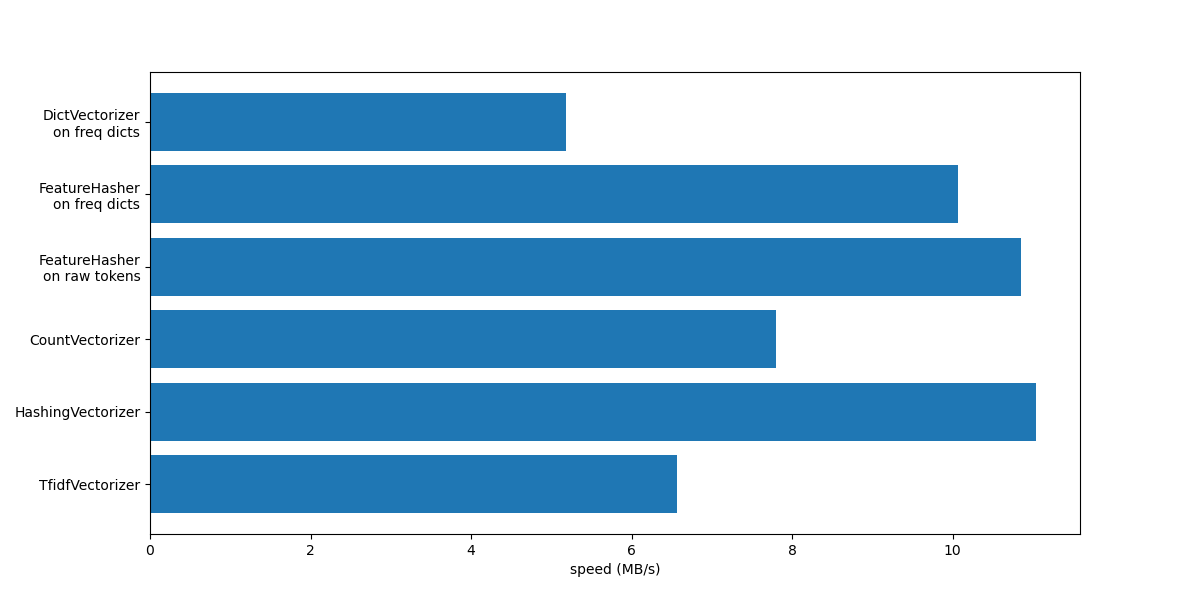 DictVectorizer
on freq dicts
FeatureHasher
on freq dicts
FeatureHasher
on raw tokens
CountVectorizer
HashingVectorizer
TfidfVectorizer
0 2 4 6 8 10
speed (MB/s)